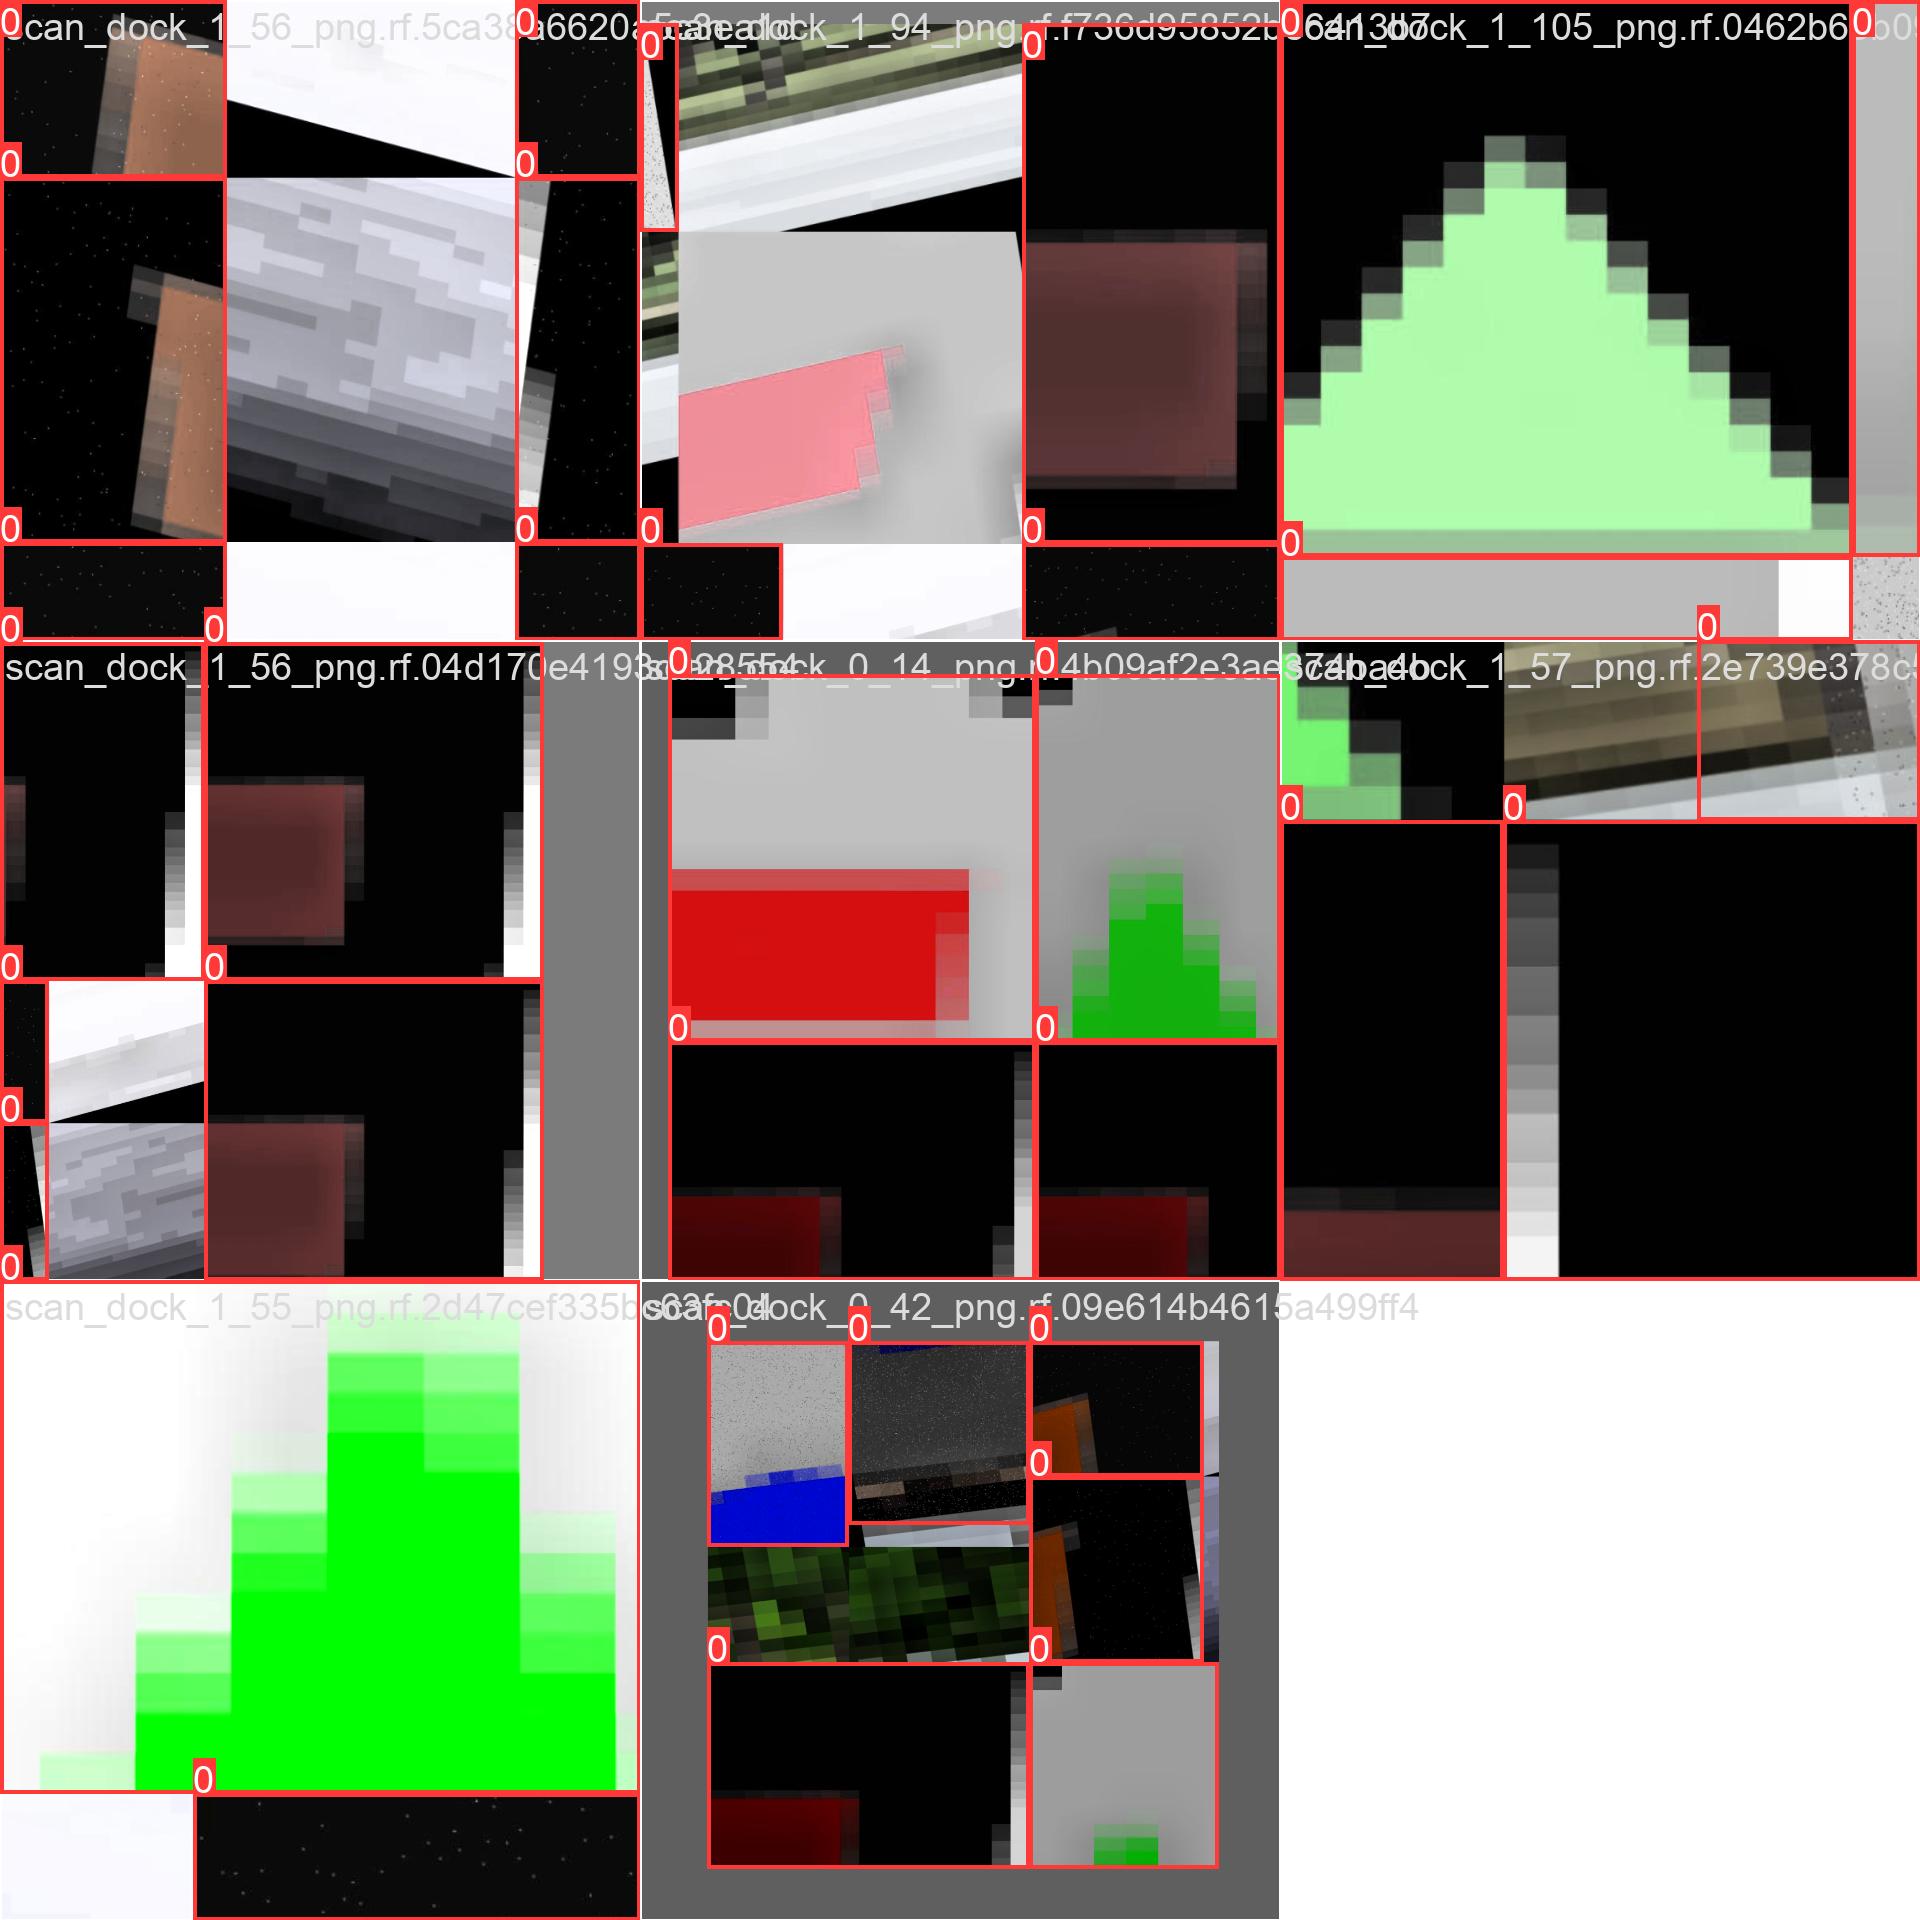 scan_dock_1_56_png.rf.5ca38
scan_dock_1_94_png.rf.f736d95852b
scan_dock_1_105_png.rf.0462b6
scan_dock_1_56_png.rf.04d170e4193
scan_dock_0_14_png.rf.4b09af2e3ae
scan_dock_1_57_png.rf.2e739e378c
scan_dock_1_55_png.rf.2d47cef335b
scan_dock_0_42_png.rf.09e614b4615a499ff4